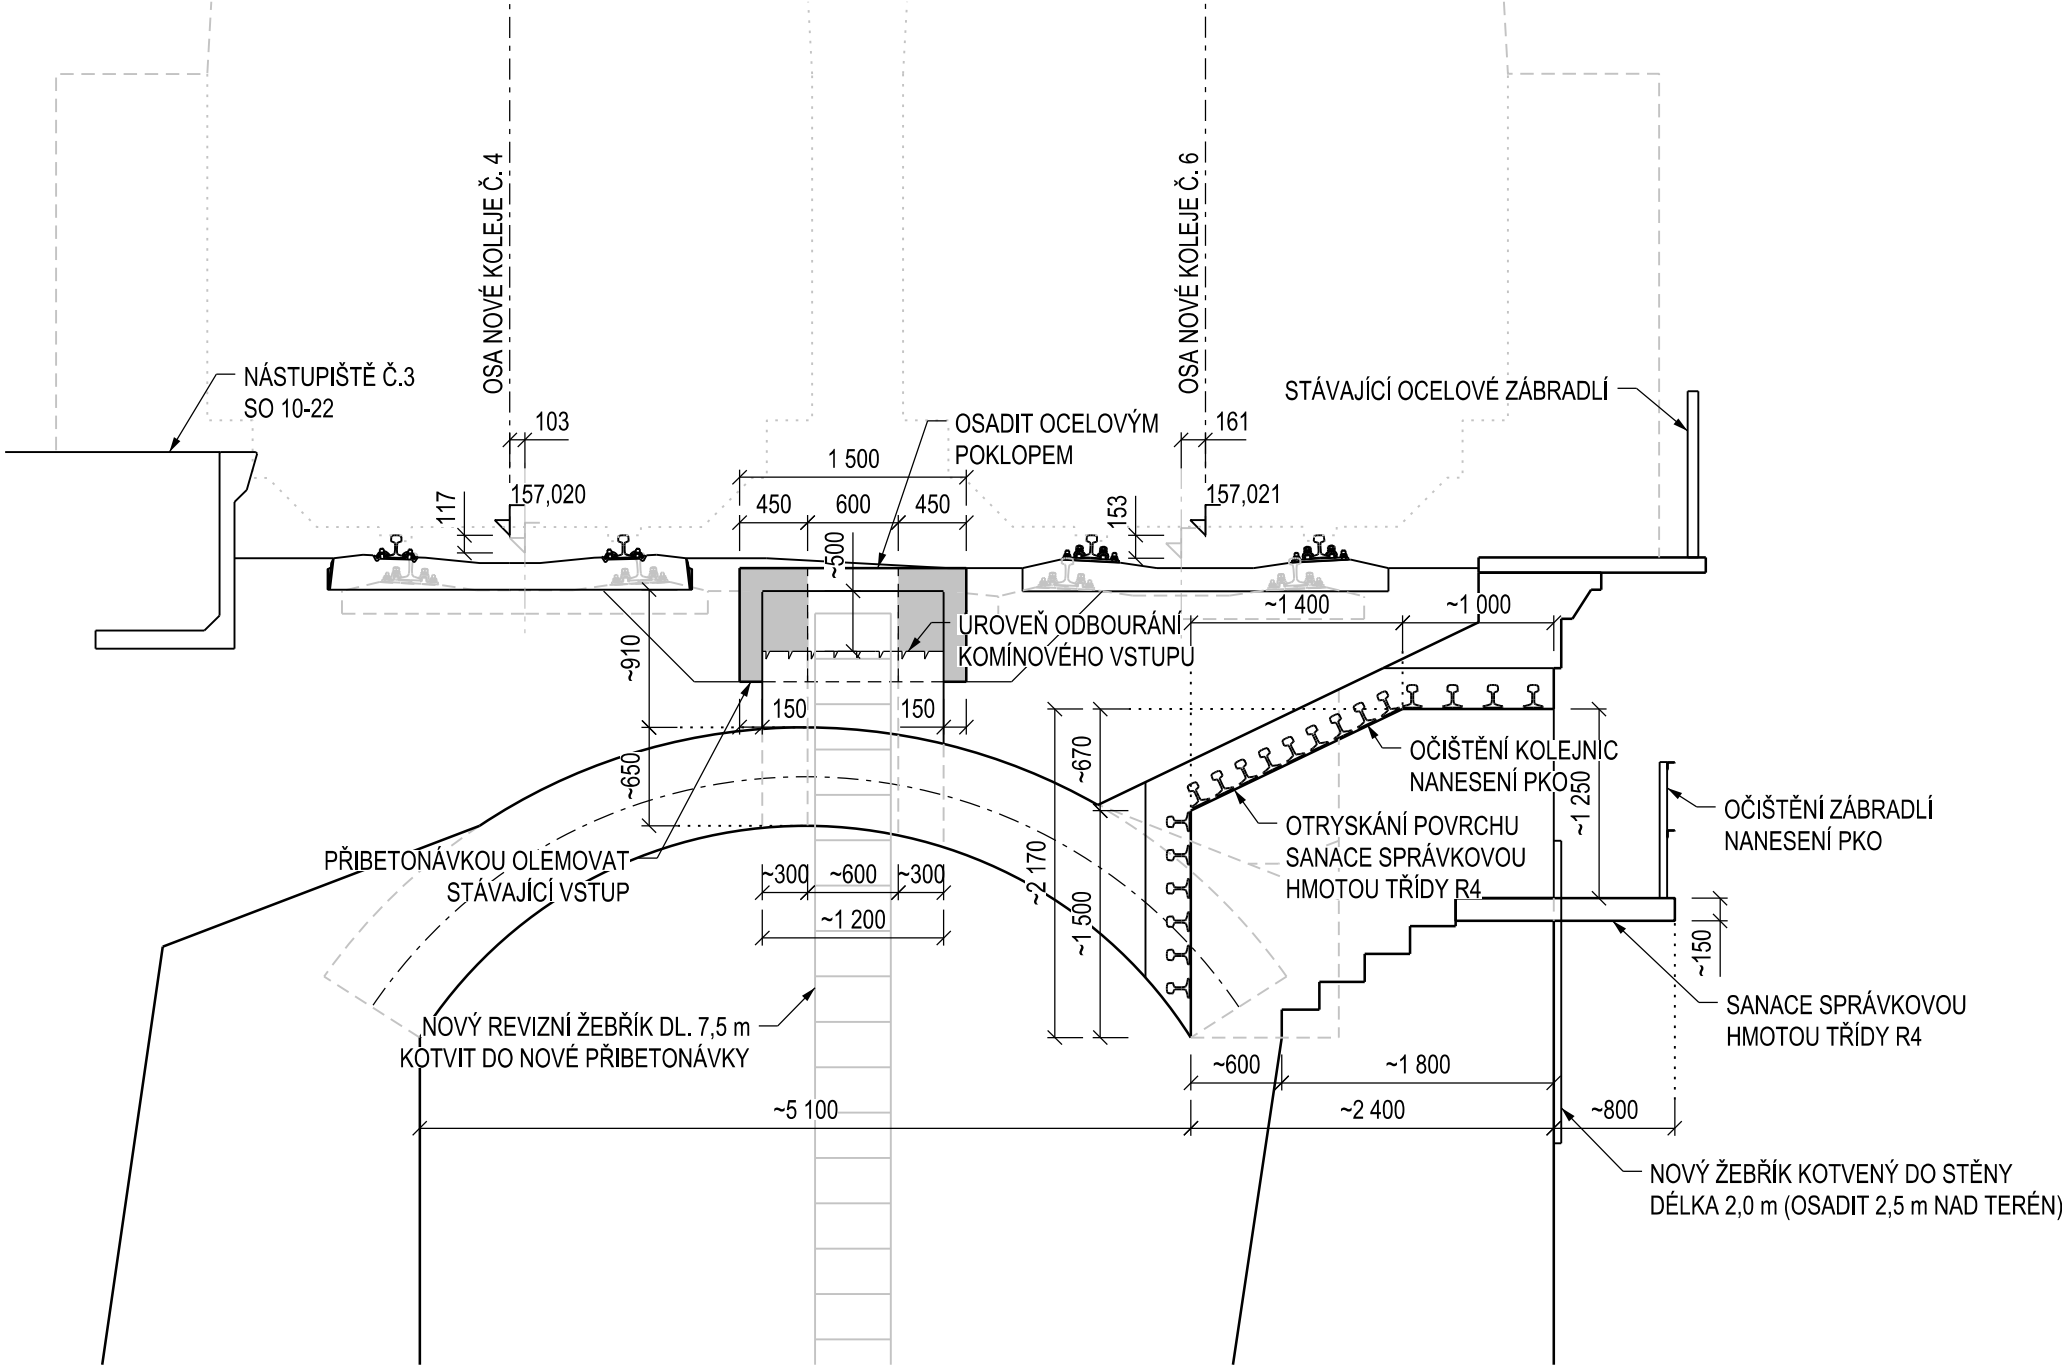 OSA NOVÉ KOLEJE Č. 4
OSA NOVÉ KOLEJE Č. 6
NÁSTUPIŠTĚ Č.3
SO 10-22
STÁVAJÍCÍ OCELOVÉ ZÁBRADLÍ
103
OSADIT OCELOVÝM
POKLOPEM
161
1 500
117
157,020
450
600
450
153
157,021
~500
~1 400
~1 000
ÚROVEŇ ODBOURÁNÍ
KOMÍNOVÉHO VSTUPU
~910
150
150
~650
~670
OČIŠTĚNÍ KOLEJNIC
NANESENÍ PKO
~1 250
OČIŠTĚNÍ ZÁBRADLÍ
NANESENÍ PKO
OTRYSKÁNÍ POVRCHU
SANACE SPRÁVKOVOU
HMOTOU TŘÍDY R4
PŘIBETONÁVKOU OLEMOVAT
STÁVAJÍCÍ VSTUP
~300
~600
~300
~1 200
~2 170
~1 500
~150
SANACE SPRÁVKOVOU
HMOTOU TŘÍDY R4
NOVÝ REVIZNÍ ŽEBŘÍK DL. 7,5 m
KOTVIT DO NOVÉ PŘIBETONÁVKY
~600
~1 800
~5 100
~2 400
~800
NOVÝ ŽEBŘÍK KOTVENÝ DO STĚNY
DÉLKA 2,0 m (OSADIT 2,5 m NAD TERÉN)